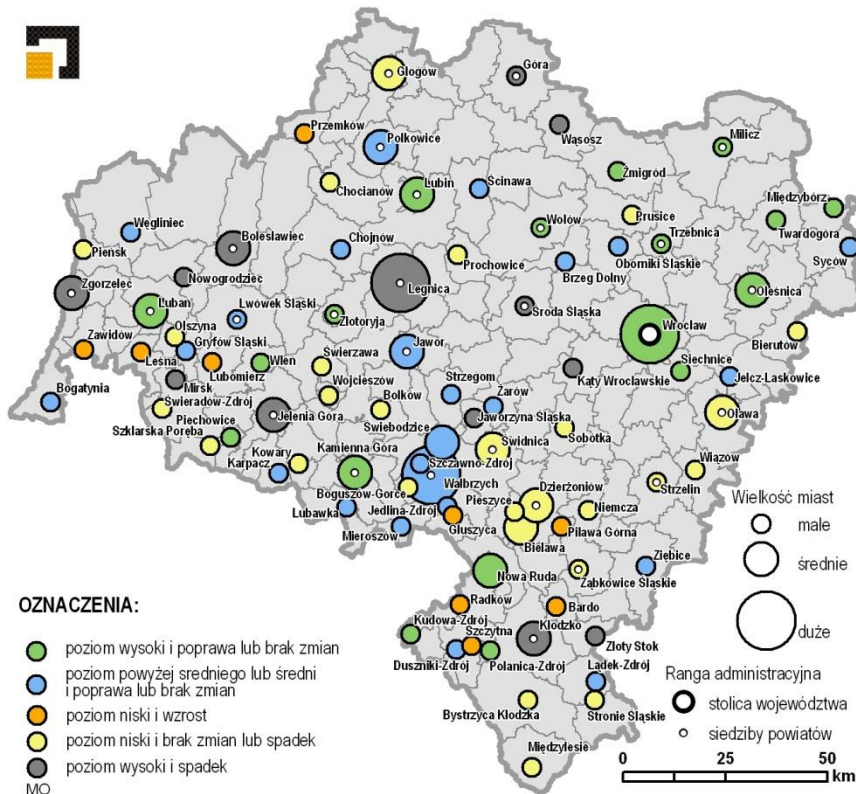 Głogów
Góra
Przemków
Polkowice
Wąsosz
Milicz
Żmigród
Chocianów
Lubin
Ścinawa
Międzybórz
Węgliniec
Bolesławiec
Chojnów
Wołów
Prusice
Trzebnica
Twardogóra
Pieńsk
Prochowice
Oborniki Śląskie
Syców
Nowogrodziec
Brzeg Dolny
Zgorzelec
Legnica
Oleśnica
Lubań
Lwówek Śląski
Środa Śląska
Złotoryja
Wrocław
Olszyna
Zawidów
Gryfów Śląski
Jawor
Bierutów
Leśna
Lubomierz
Wleń
Świerzawa
Siechnice
Mirsk
Wojcieszów
Strzegom
Żarów
Kąty Wrocławskie
Jelcz-Laskowice
Bogatynia
Świeradów-Zdrój
Bolków
Jaworzyna Śląska
Piechowice
Jelenia Góra
Świebodzice
Oława
Szklarska Poręba
Sobótka
Kowary
Kamienna Góra
Świdnica
Karpacz
Szczawno-Zdrój
Wiązów
Boguszów-Gorce
Wałbrzych
Dzierżoniów
Strzelin
Pieszyce
Niemcza
Lubawka
Jedlina-Zdrój
Głuszyca
Piława Górna
Mieroszów
Bielawa
Ziębice
Nowa Ruda
Ząbkowice Śląskie
Radków
Bardo
Kudowa-Zdrój
Szczytna
Kłodzko
Złoty Stok
Duszniki-Zdrój
Polanica-Zdrój
Lądek-Zdrój
Bystrzyca Kłodzka
Stronie Śląskie
Międzylesie
Wielkość miast
małe
średnie
duże
Ranga administracyjna
stolica województwa
siedziby powiatów
0 25 50
km
OZNACZENIA:
poziom wysoki i poprawa lub brak zmian
poziom powyżej sredniego lub średni
i poprawa lub brak zmian
poziom niski i wzrost
poziom niski i brak zmian lub spadek
poziom wysoki i spadek
MO